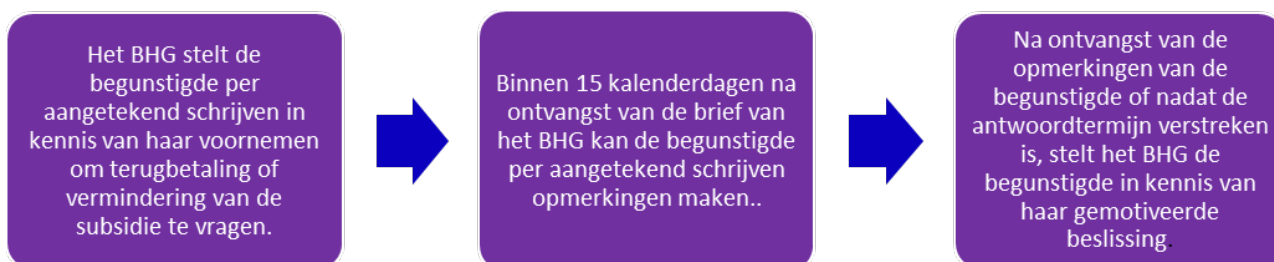 Het BHG stelt de
begunstigde per
aangetekend schrijven in
kennis van haar voornemen
om terugbetaling of
vermindering van de
subsidie te vragen.
Binnen 15 kalenderdagen na
ontvangst van de brief van
het BHG kan de begunstigde
per aangetekend schrijven
opmerkingen maken..
Na ontvangst van de
opmerkingen van de
begunstigde of nadat de
antwoordtermijn verstreken
is, stelt het BHG de
begunstigde in kennis van
haar gemotiveerde
beslissing.